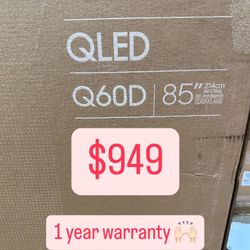 QLED
Q60D
85"
214cm
$949
1 year warranty 🙌🏻